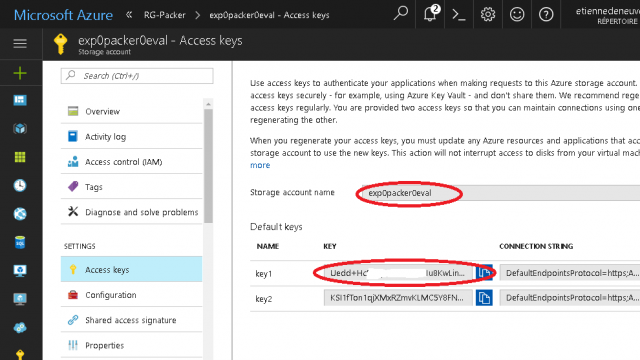 Microsoft Azure
RG-Packer > exp0packer0eval - Access keys
2
etiennedeneuve
RÉPERTOIRE
exp0packer0eval - Access keys
Storage account
Search (Ctrl+/)
Overview
Activity log
Access control (IAM)
Tags
Diagnose and solve problems
SETTINGS
Access keys
Configuration
Shared access signature
Properties
Use access keys to authenticate your applications when making requests to this Azure storage account.
access keys securely - for example, using Azure Key Vault - and don't share them. We recommend rege
access keys regularly. You are provided two access keys so that you can maintain connections using one
regenerating the other.
When you regenerate your access keys, you must update any Azure resources and applications that acc
storage account to use the new keys. This action will not interrupt access to disks from your virtual mac
more
Storage account name
exp0packer0eval
Default keys
NAME KEY CONNECTION STRING
key1 DefaultEndpointsProtocol=https;A...
key2 DefaultEndpointsProtocol=https;A...